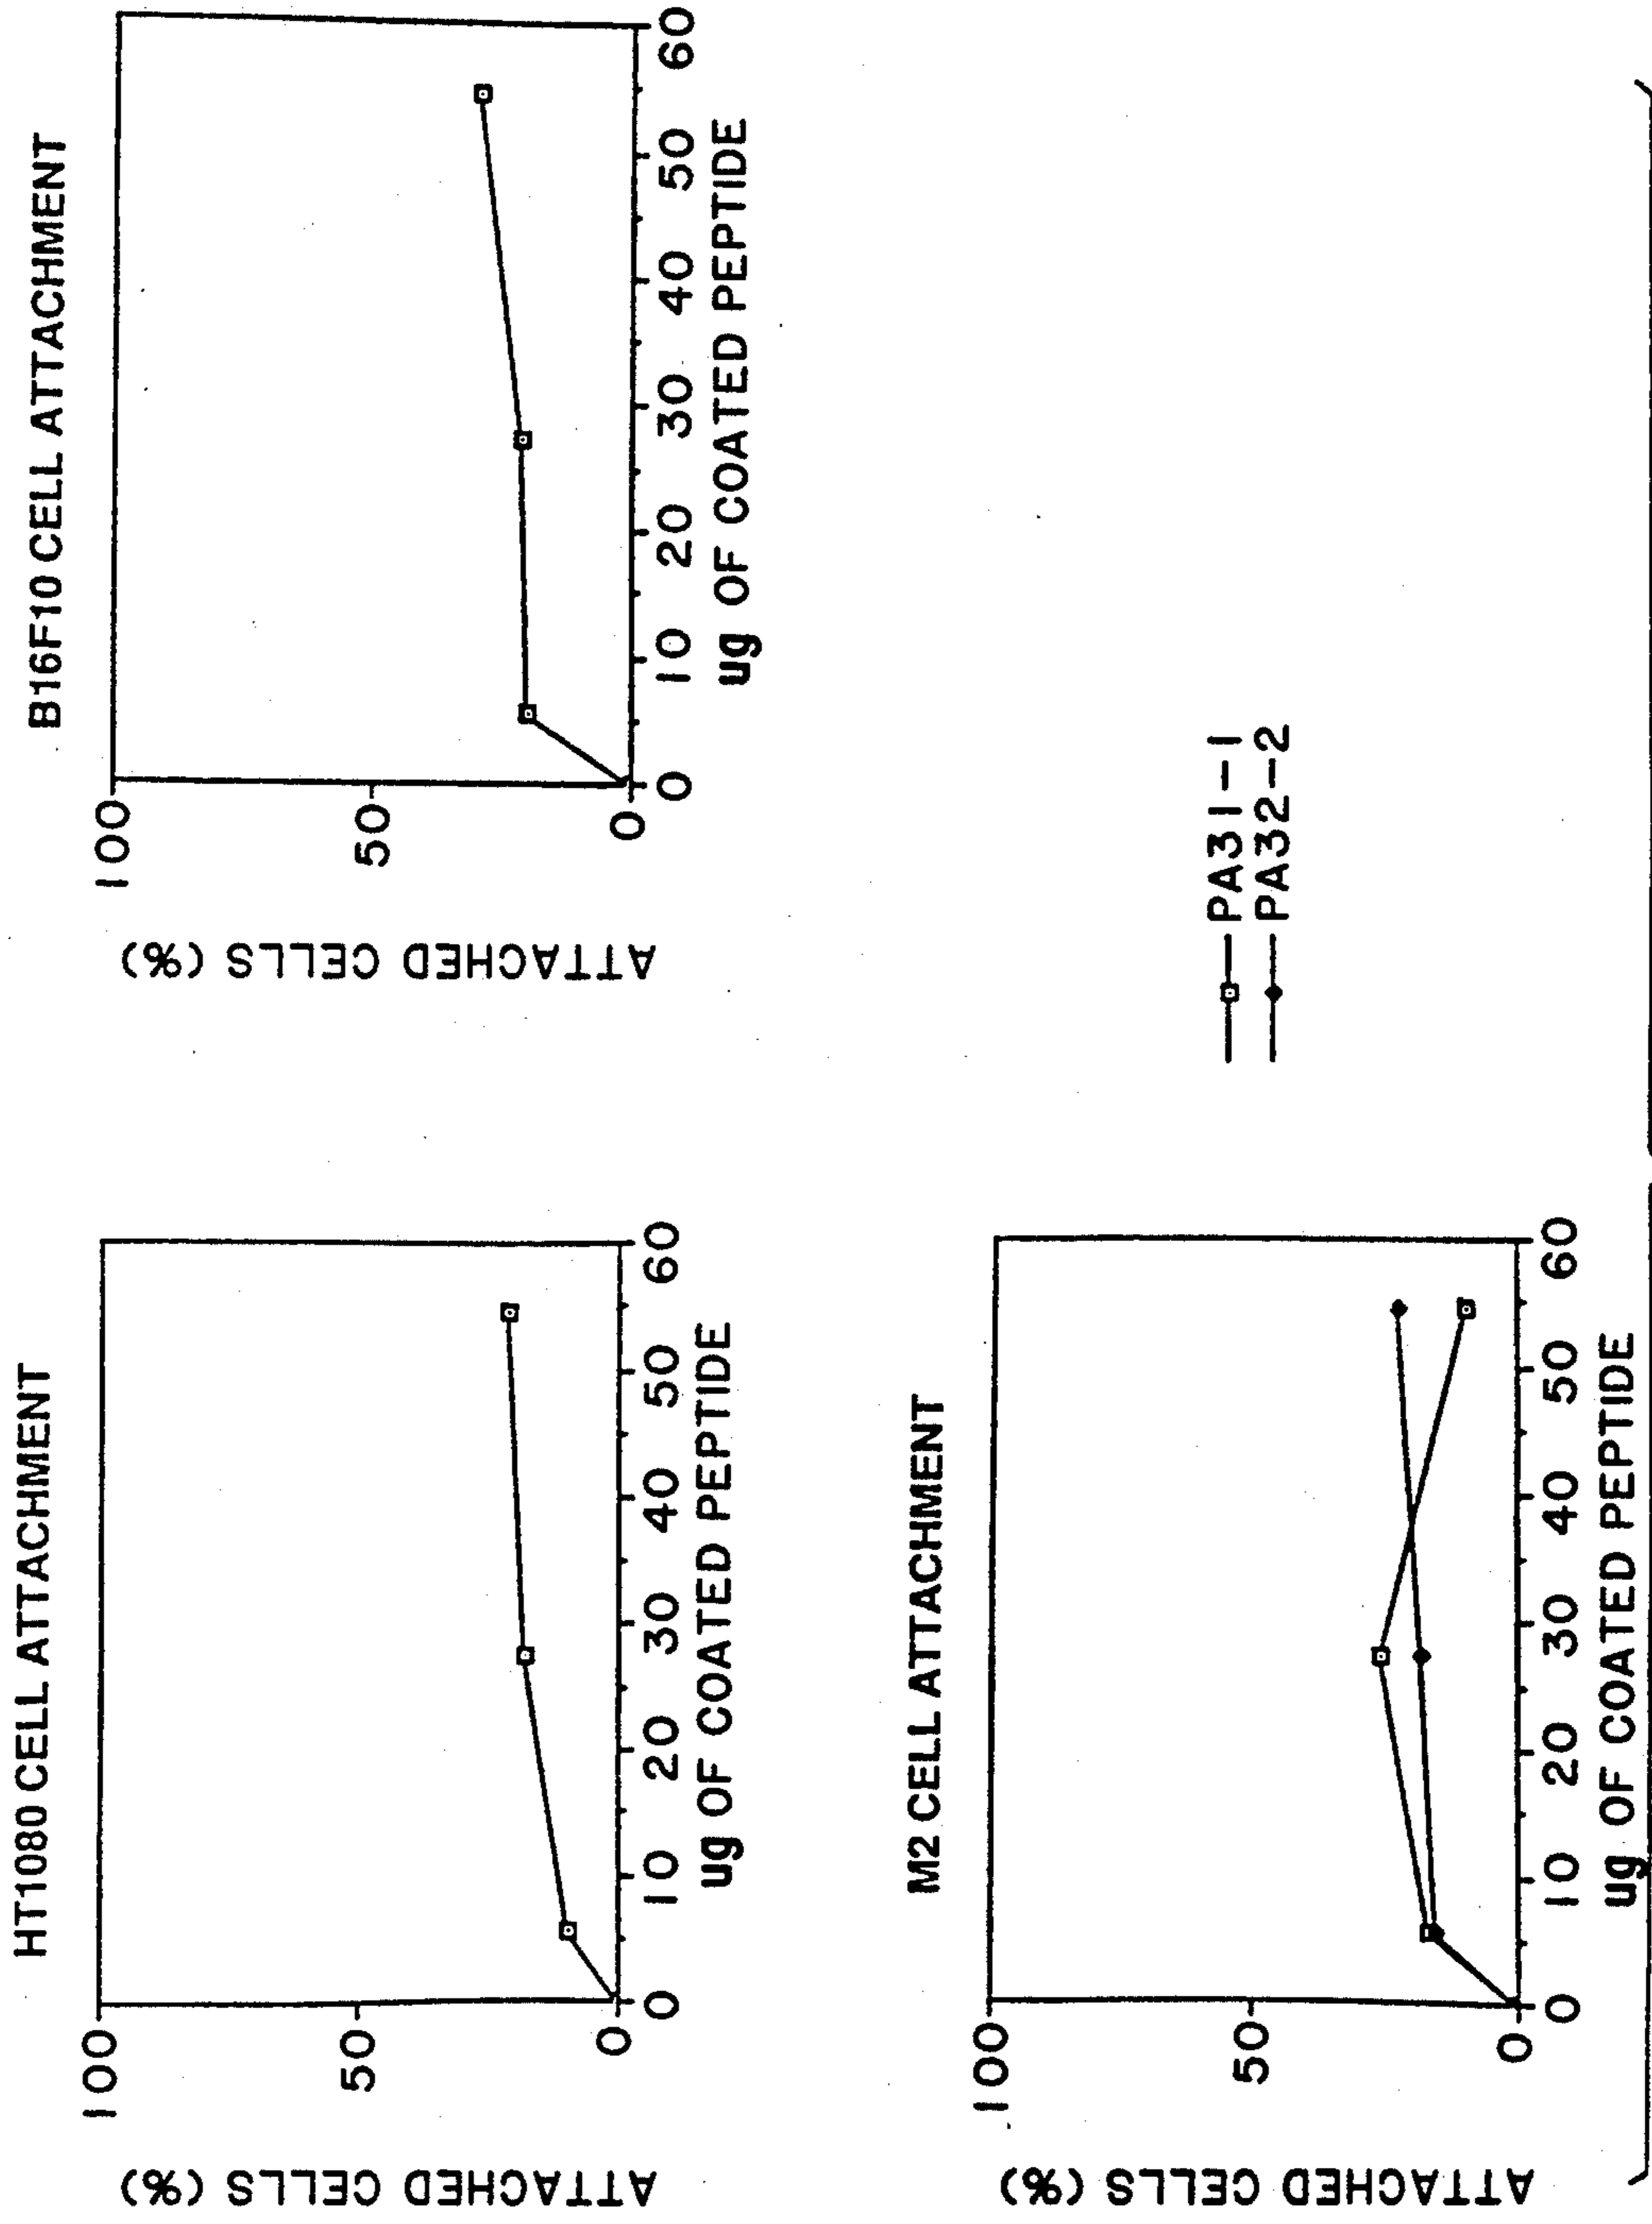 HT1080 CELL ATTACHMENT
ATTACHED CELLS (%)
100
50
0
0 10 20 30 40 50 60
ug OF COATED PEPTIDE
B16F10 CELL ATTACHMENT
ATTACHED CELLS (%)
100
50
0
0 10 20 30 40 50 60
ug OF COATED PEPTIDE
M2 CELL ATTACHMENT
ATTACHED CELLS (%)
100
50
0
0 10 20 30 40 50 60
ug OF COATED PEPTIDE
PA31-1
PA32-2